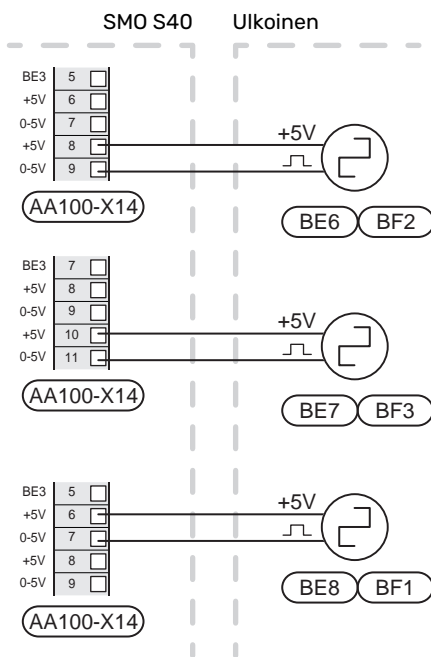 SMO S40 Ulkoinen
BE3 5
+5V 6
0-5V 7
+5V 8 +5V
0-5V 9
AA100-X14
BE6 BF2
BE3 7
+5V 8
0-5V 9
+5V 10 +5V
0-5V 11
AA100-X14
BE7 BF3
BE3 5
+5V 6 +5V
0-5V 7
+5V 8
0-5V 9
AA100-X14
BE8 BF1